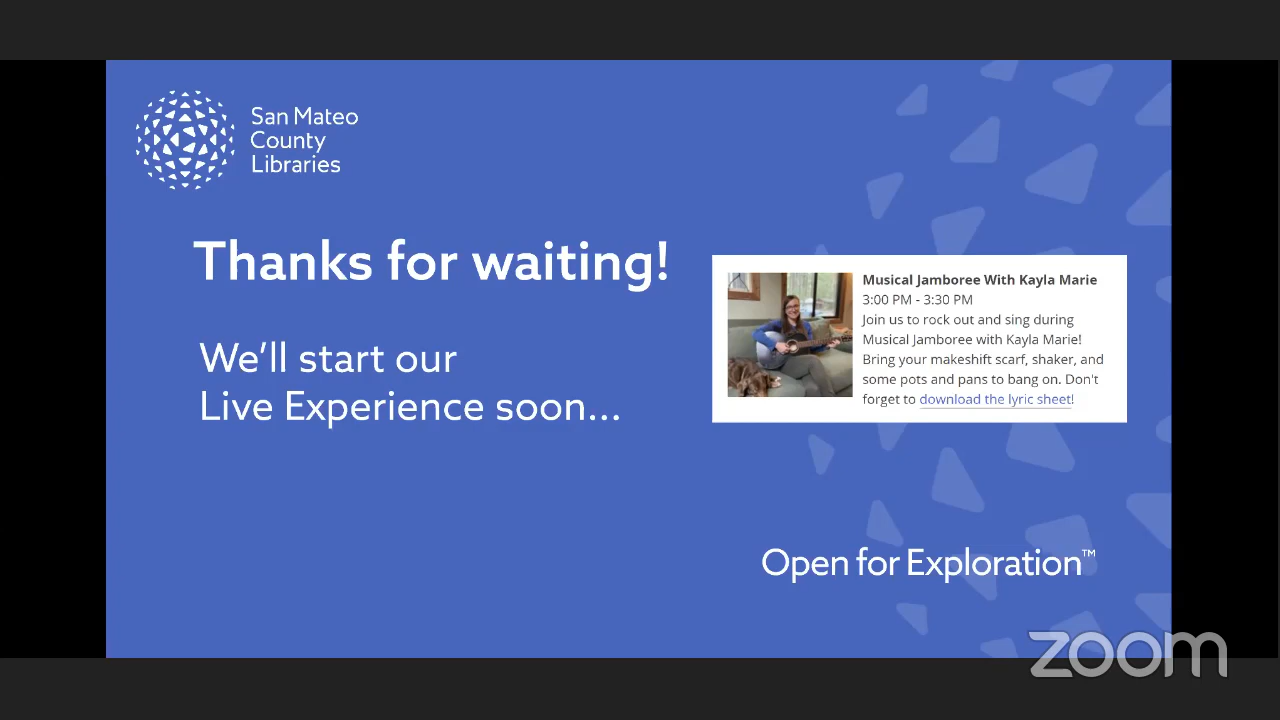 San Mateo
County
Libraries
Thanks for waiting!
We'll start our
Live Experience soon...
Musical Jamboree With Kayla Marie
3:00 PM - 3:30 PM
Join us to rock out and sing during
Musical Jamboree with Kayla Marie!
Bring your makeshift scarf, shaker, and
some pots and pans to bang on. Don't
forget to download the lyric sheet!
Open for Exploration™
zoom